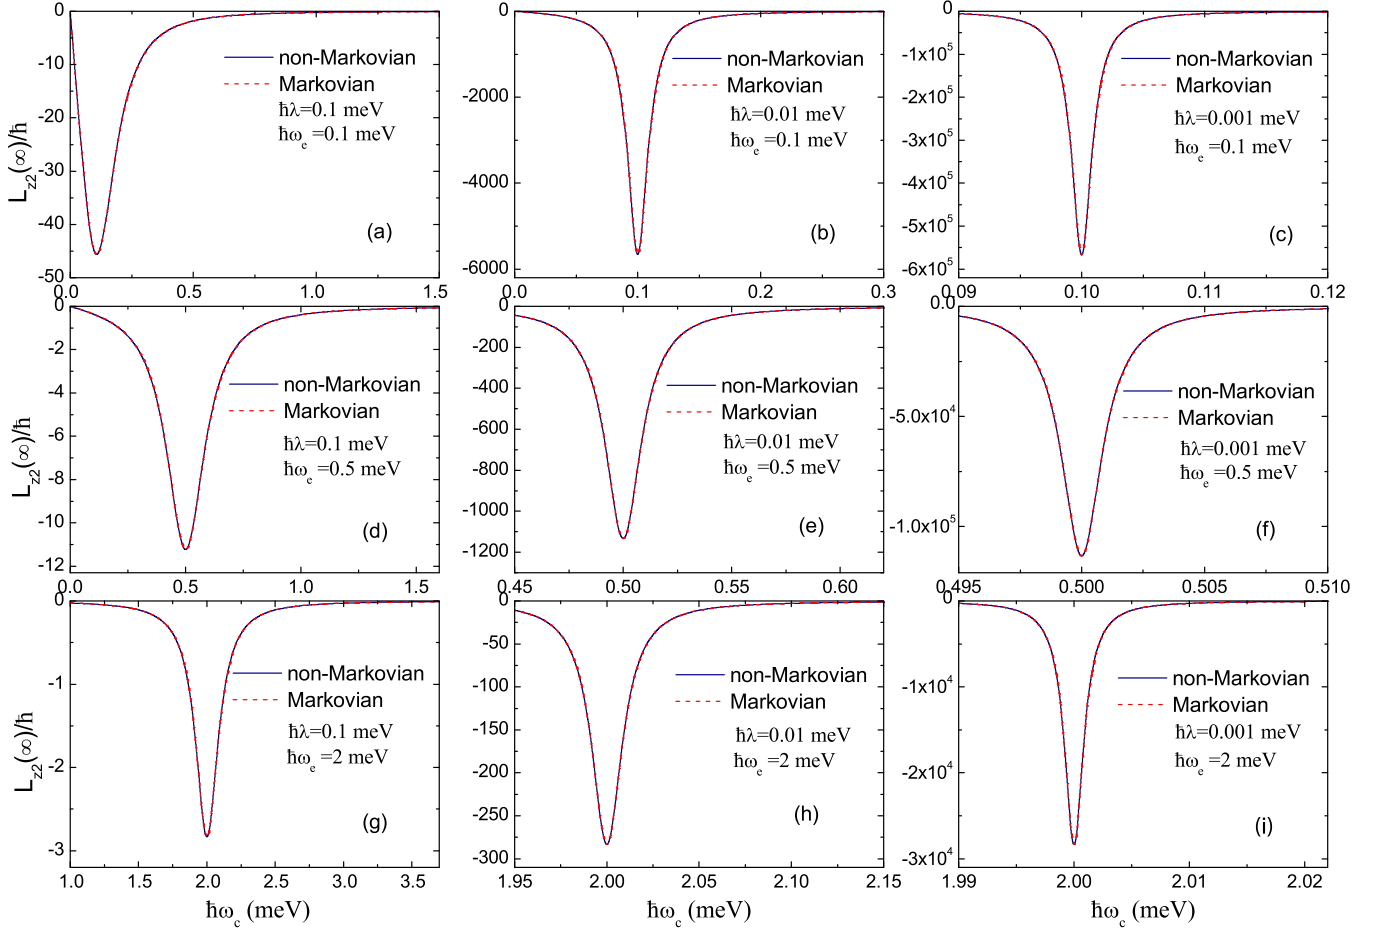 L_z2(∞)/ħ
0
-10
-20
-30
-40
-50
0.0
0.5
1.0
1.5
non-Markovian
Markovian
ħλ=0.1 meV
ħω_e =0.1 meV
(a)
0
-2000
-4000
-6000
0.0
0.1
0.2
0.3
non-Markovian
Markovian
ħλ=0.01 meV
ħω_e =0.1 meV
(b)
0
-1x10^5
-2x10^5
-3x10^5
-4x10^5
-5x10^5
-6x10^5
0.09
0.10
0.11
0.12
non-Markovian
Markovian
ħλ=0.001 meV
ħω_e =0.1 meV
(c)
L_z2(∞)/ħ
0
-2
-4
-6
-8
-10
-12
0.0
0.5
1.0
1.5
non-Markovian
Markovian
ħλ=0.1 meV
ħω_e =0.5 meV
(d)
0
-200
-400
-600
-800
-1000
-1200
0.45
0.50
0.55
0.60
non-Markovian
Markovian
ħλ=0.01 meV
ħω_e =0.5 meV
(e)
0.0
-5.0x10^4
-1.0x10^5
0.495
0.500
0.505
0.510
non-Markovian
Markovian
ħλ=0.001 meV
ħω_e =0.5 meV
(f)
L_z2(∞)/ħ
0
-1
-2
-3
1.0
1.5
2.0
2.5
3.0
3.5
non-Markovian
Markovian
ħλ=0.1 meV
ħω_e =2 meV
(g)
ħω_c (meV)
0
-50
-100
-150
-200
-250
-300
1.95
2.00
2.05
2.10
2.15
non-Markovian
Markovian
ħλ=0.01 meV
ħω_e =2 meV
(h)
ħω_c (meV)
0
-1x10^4
-2x10^4
-3x10^4
1.99
2.00
2.01
2.02
non-Markovian
Markovian
ħλ=0.001 meV
ħω_e =2 meV
(i)
ħω_c (meV)